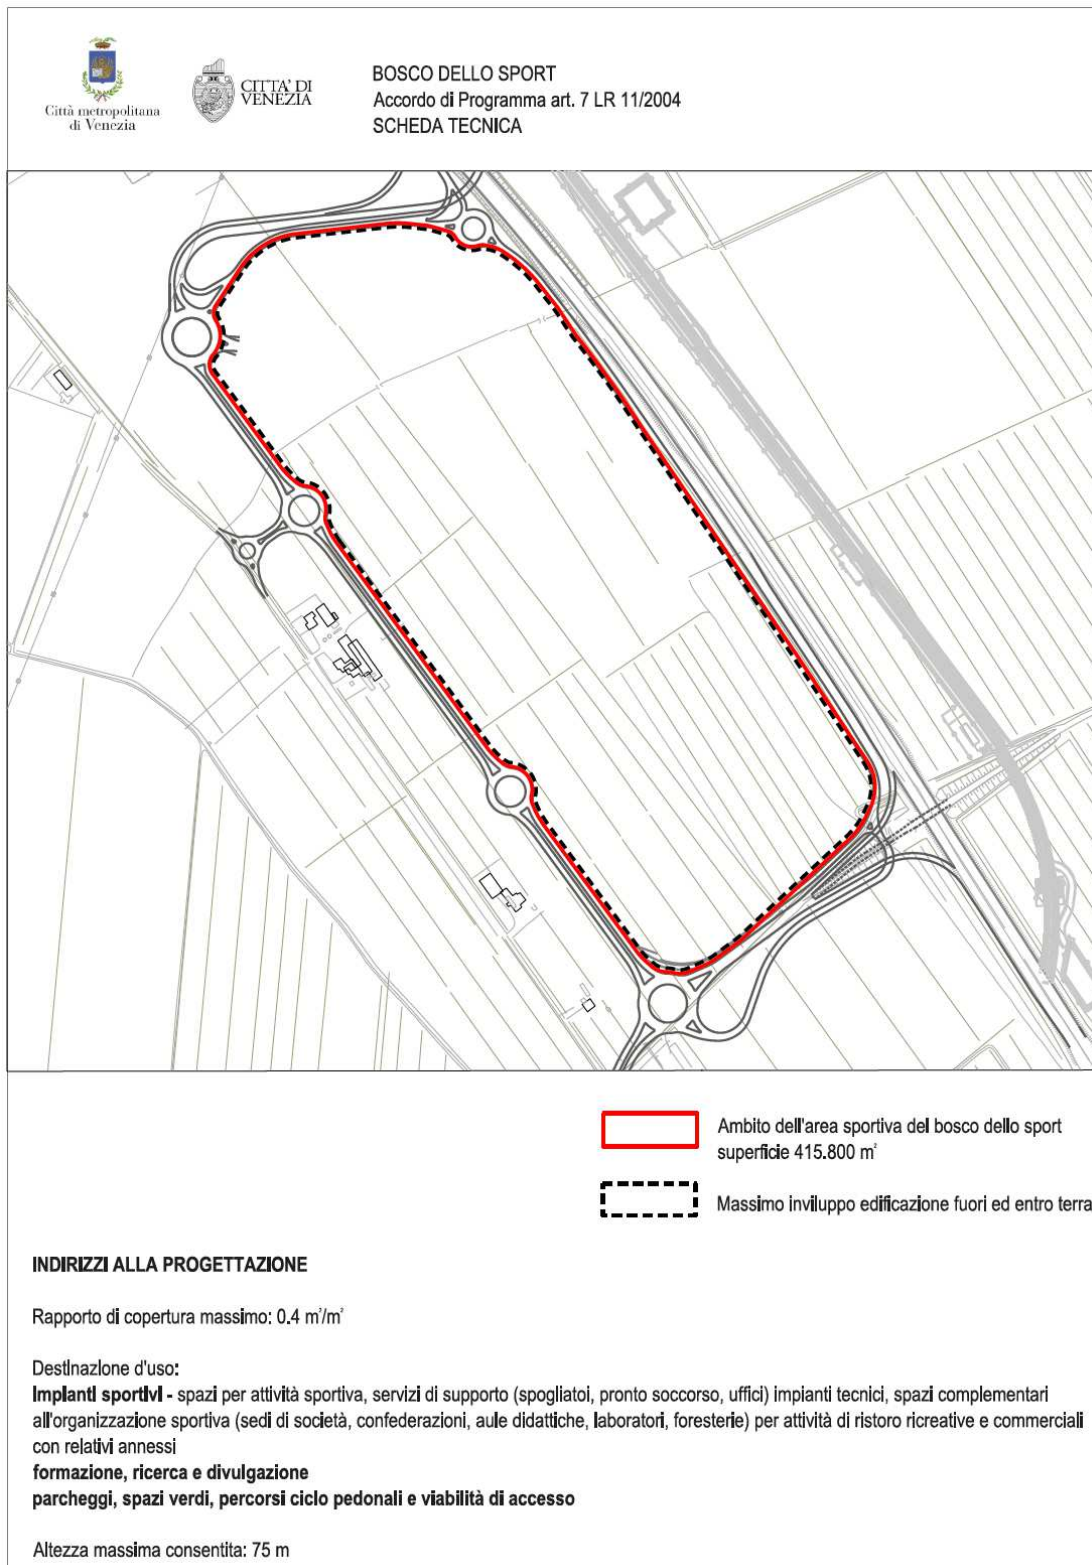 Città metropolitana
di Venezia
CITTA' DI
VENEZIA
BOSCO DELLO SPORT
Accordo di Programma art. 7 LR 11/2004
SCHEDA TECNICA
Ambito dell'area sportiva del bosco dello sport
superficie 415.800 m²
Massimo inviluppo edificazione fuori ed entro terra
INDIRIZZI ALLA PROGETTAZIONE
Rapporto di copertura massimo: 0.4 m²/m²
Destinazione d'uso:
Impianti sportivi - spazi per attività sportiva, servizi di supporto (spogliatoi, pronto soccorso, uffici) impianti tecnici, spazi complementari
all'organizzazione sportiva (sedi di società, confederazioni, aule didattiche, laboratori, foresterie) per attività di ristoro ricreative e commerciali
con relativi annessi
formazione, ricerca e divulgazione
parcheggi, spazi verdi, percorsi ciclo pedonali e viabilità di accesso
Altezza massima consentita: 75 m